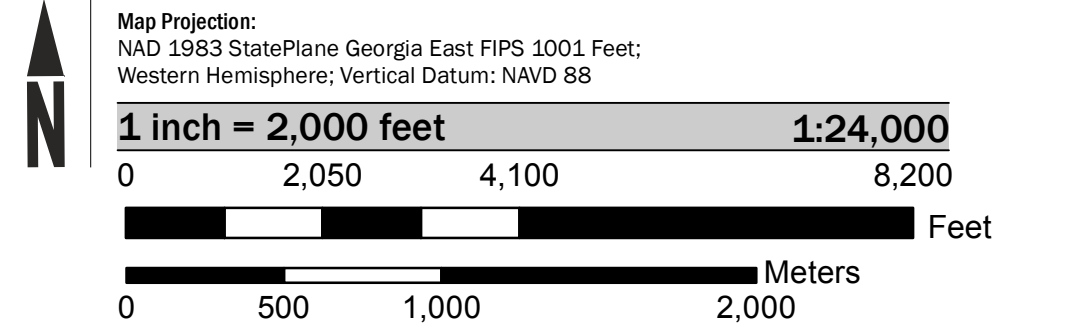 Map Projection:
NAD 1983 StatePlane Georgia East FIPS 1001 Feet;
Western Hemisphere; Vertical Datum: NAVD 88
N
1 inch = 2,000 feet 1:24,000
0 2,050 4,100 8,200
Feet
Meters
0 500 1,000 2,000